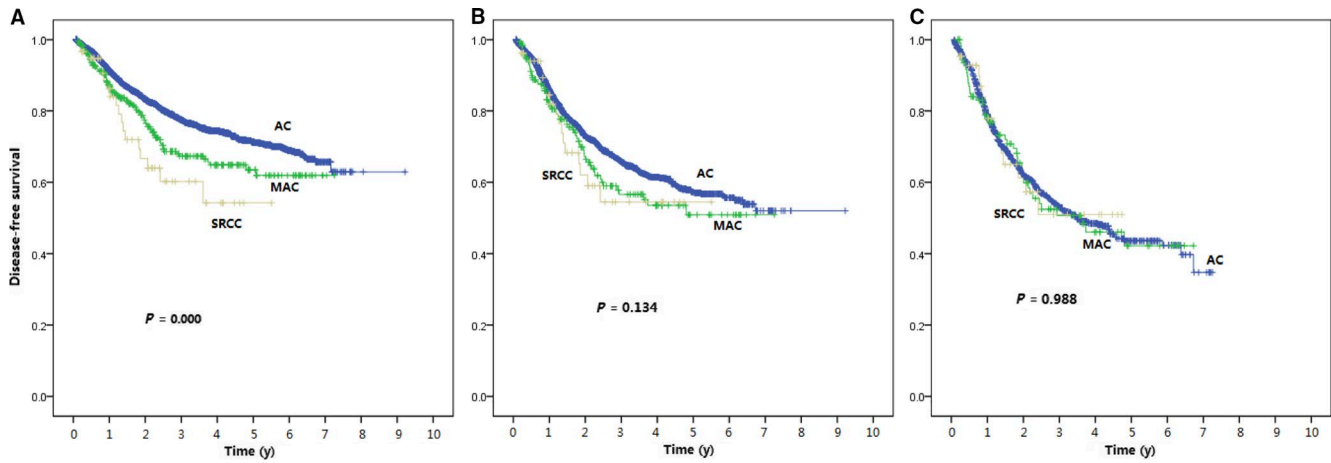 A
Disease-free survival
1.0
0.8
0.6
0.4
0.2
0.0
AC
MAC
SRCC
P = 0.000
0 1 2 3 4 5 6 7 8 9 10
Time (y)
B
1.0
0.8
0.6
0.4
0.2
0.0
SRCC
AC
MAC
P = 0.134
0 1 2 3 4 5 6 7 8 9 10
Time (y)
C
1.0
0.8
0.6
0.4
0.2
0.0
SRCC
MAC
AC
P = 0.988
0 1 2 3 4 5 6 7 8 9 10
Time (y)